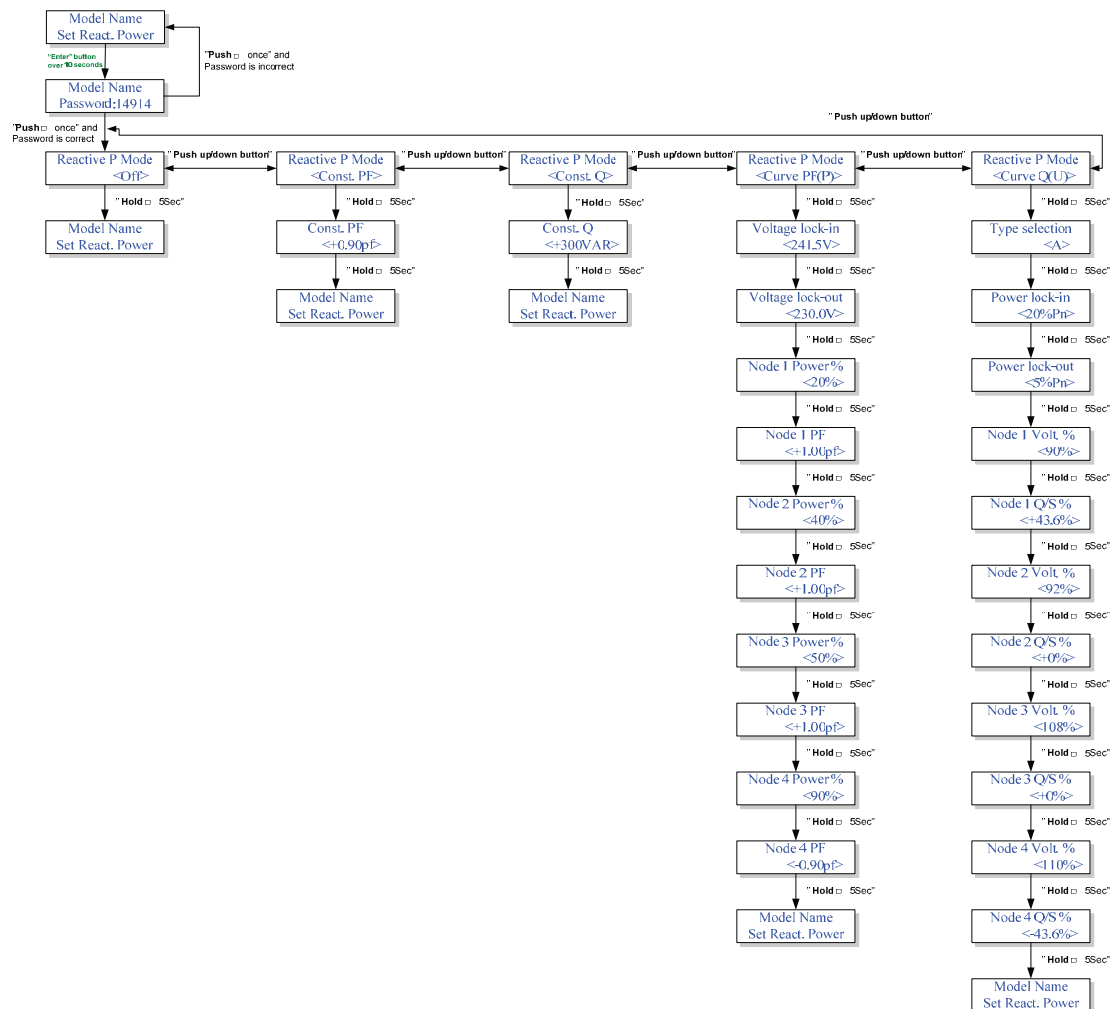 Model Name
Set React. Power
"Enter" button
over 10 seconds
"Push □ once" and
Password is incorrect
Model Name
Password:14914
"Push □ once" and
Password is correct
"Push up/down button"
Reactive P Mode
<Off>
"Push up/down button"
Reactive P Mode
<Const. PF>
"Push up/down button"
Reactive P Mode
<Const. Q>
"Push up/down button"
Reactive P Mode
<Curve PF(P)>
"Push up/down button"
Reactive P Mode
<Curve Q(U)>
"Hold □ 5Sec"
Model Name
Set React. Power
"Hold □ 5Sec"
Const. PF
<+0.90pf>
"Hold □ 5Sec"
Model Name
Set React. Power
"Hold □ 5Sec"
Const. Q
<+300VAR>
"Hold □ 5Sec"
Model Name
Set React. Power
"Hold □ 5Sec"
Voltage lock-in
<241.5V>
"Hold □ 5Sec"
Voltage lock-out
<230.0V>
"Hold □ 5Sec"
Node 1 Power%
<20%>
"Hold □ 5Sec"
Node 1 PF
<+1.00pf>
"Hold □ 5Sec"
Node 2 Power%
<40%>
"Hold □ 5Sec"
Node 2 PF
<+1.00pf>
"Hold □ 5Sec"
Node 3 Power%
<50%>
"Hold □ 5Sec"
Node 3 PF
<+1.00pf>
"Hold □ 5Sec"
Node 4 Power%
<90%>
"Hold □ 5Sec"
Node 4 PF
<-0.90pf>
"Hold □ 5Sec"
Model Name
Set React. Power
"Hold □ 5Sec"
Type selection
<A>
"Hold □ 5Sec"
Power lock-in
<20%Pn>
"Hold □ 5Sec"
Power lock-out
<5%Pn>
"Hold □ 5Sec"
Node 1 Volt. %
<90%>
"Hold □ 5Sec"
Node 1 Q/S %
<+43.6%>
"Hold □ 5Sec"
Node 2 Volt. %
<92%>
"Hold □ 5Sec"
Node 2 Q/S %
<+0%>
"Hold □ 5Sec"
Node 3 Volt. %
<108%>
"Hold □ 5Sec"
Node 3 Q/S %
<+0%>
"Hold □ 5Sec"
Node 4 Volt. %
<110%>
"Hold □ 5Sec"
Node 4 Q/S %
<-43.6%>
"Hold □ 5Sec"
Model Name
Set React. Power